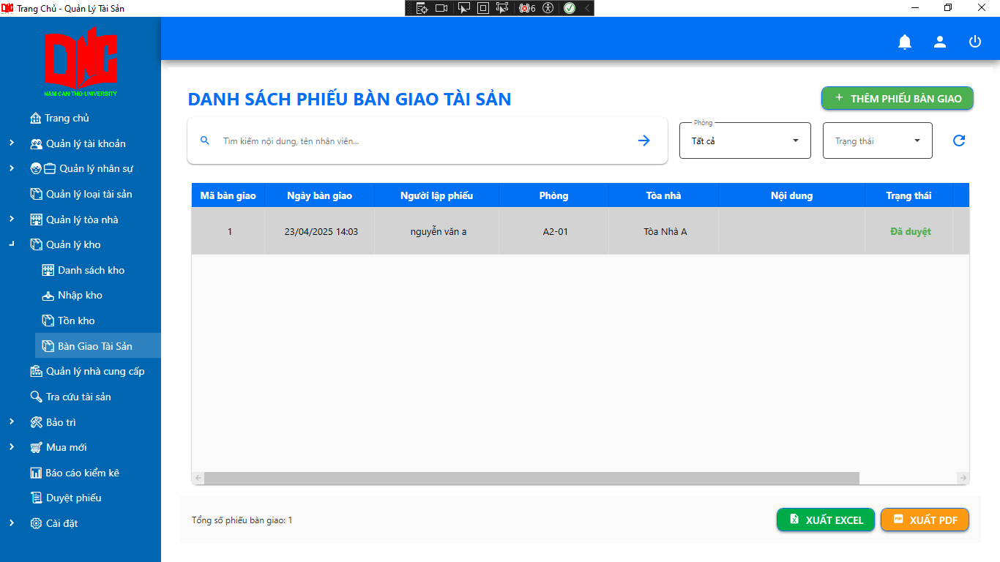 Trang Chủ - Quản Lý Tài Sản
6
DNC
NAM CAN THO UNIVERSITY
Trang chủ
Quản lý tài khoản
Quản lý nhân sự
Quản lý loại tài sản
Quản lý tòa nhà
Quản lý kho
Danh sách kho
Nhập kho
Tồn kho
Bàn Giao Tài Sản
Quản lý nhà cung cấp
Tra cứu tài sản
Bảo trì
Mua mới
Báo cáo kiểm kê
Duyệt phiếu
Cài đặt
DANH SÁCH PHIẾU BÀN GIAO TÀI SẢN
+ THÊM PHIẾU BÀN GIAO
Tìm kiếm nội dung, tên nhân viên...
Phòng
Tất cả
Trạng thái
Mã bàn giao Ngày bàn giao Người lập phiếu Phòng Tòa nhà Nội dung Trạng thái
1 23/04/2025 14:03 nguyễn văn a A2-01 Tòa Nhà A Đã duyệt
Tổng số phiếu bàn giao: 1
XUẤT EXCEL
PDF XUẤT PDF